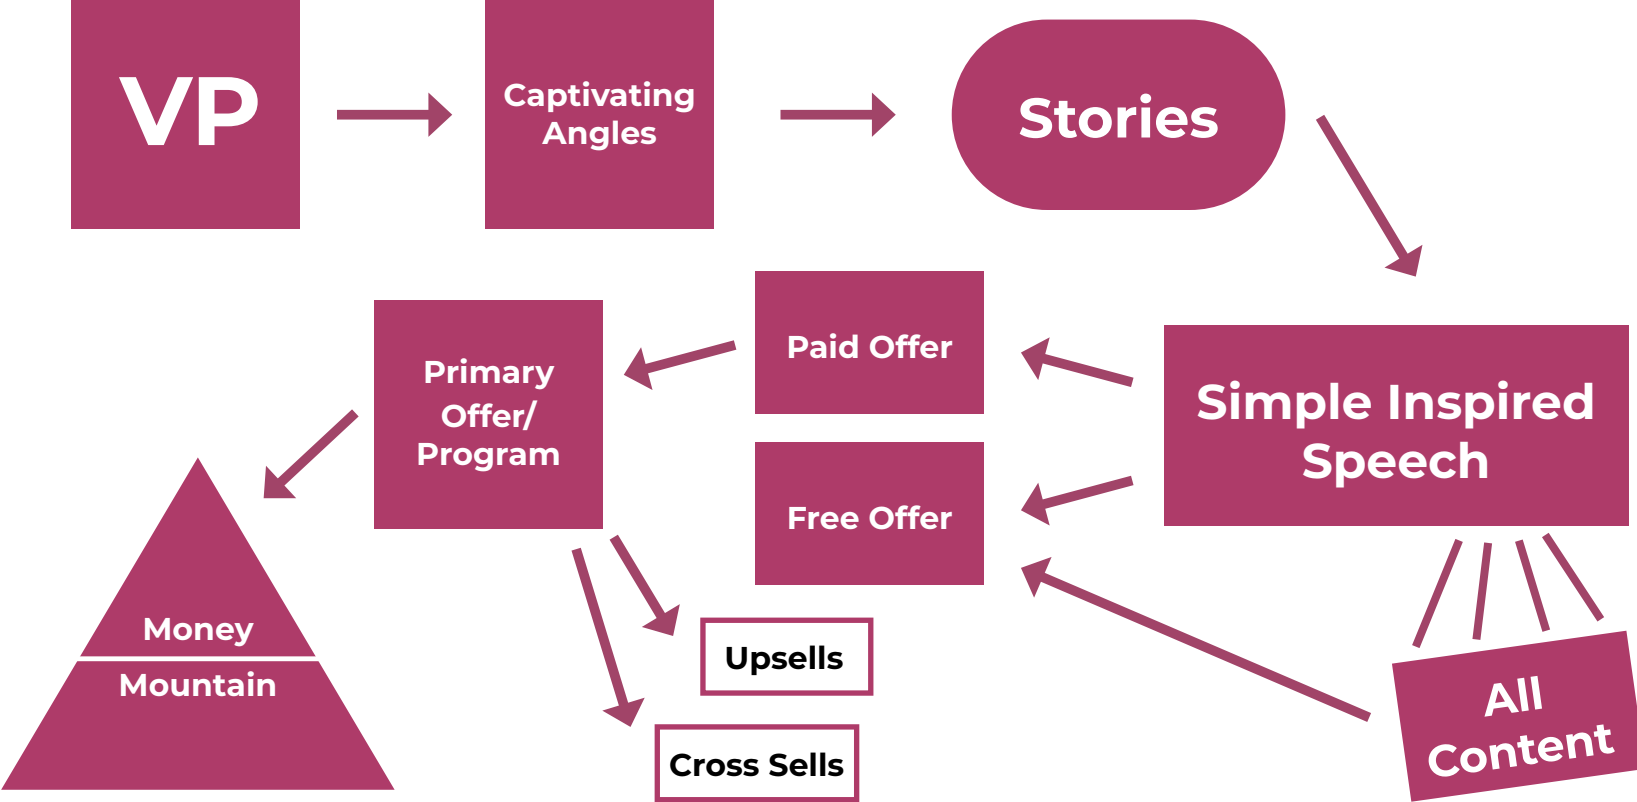 VP
Captivating
Angles
Stories
Simple Inspired
Speech
Paid Offer
Free Offer
Primary
Offer/
Program
Money
Mountain
Upsells
Cross Sells
All
Content